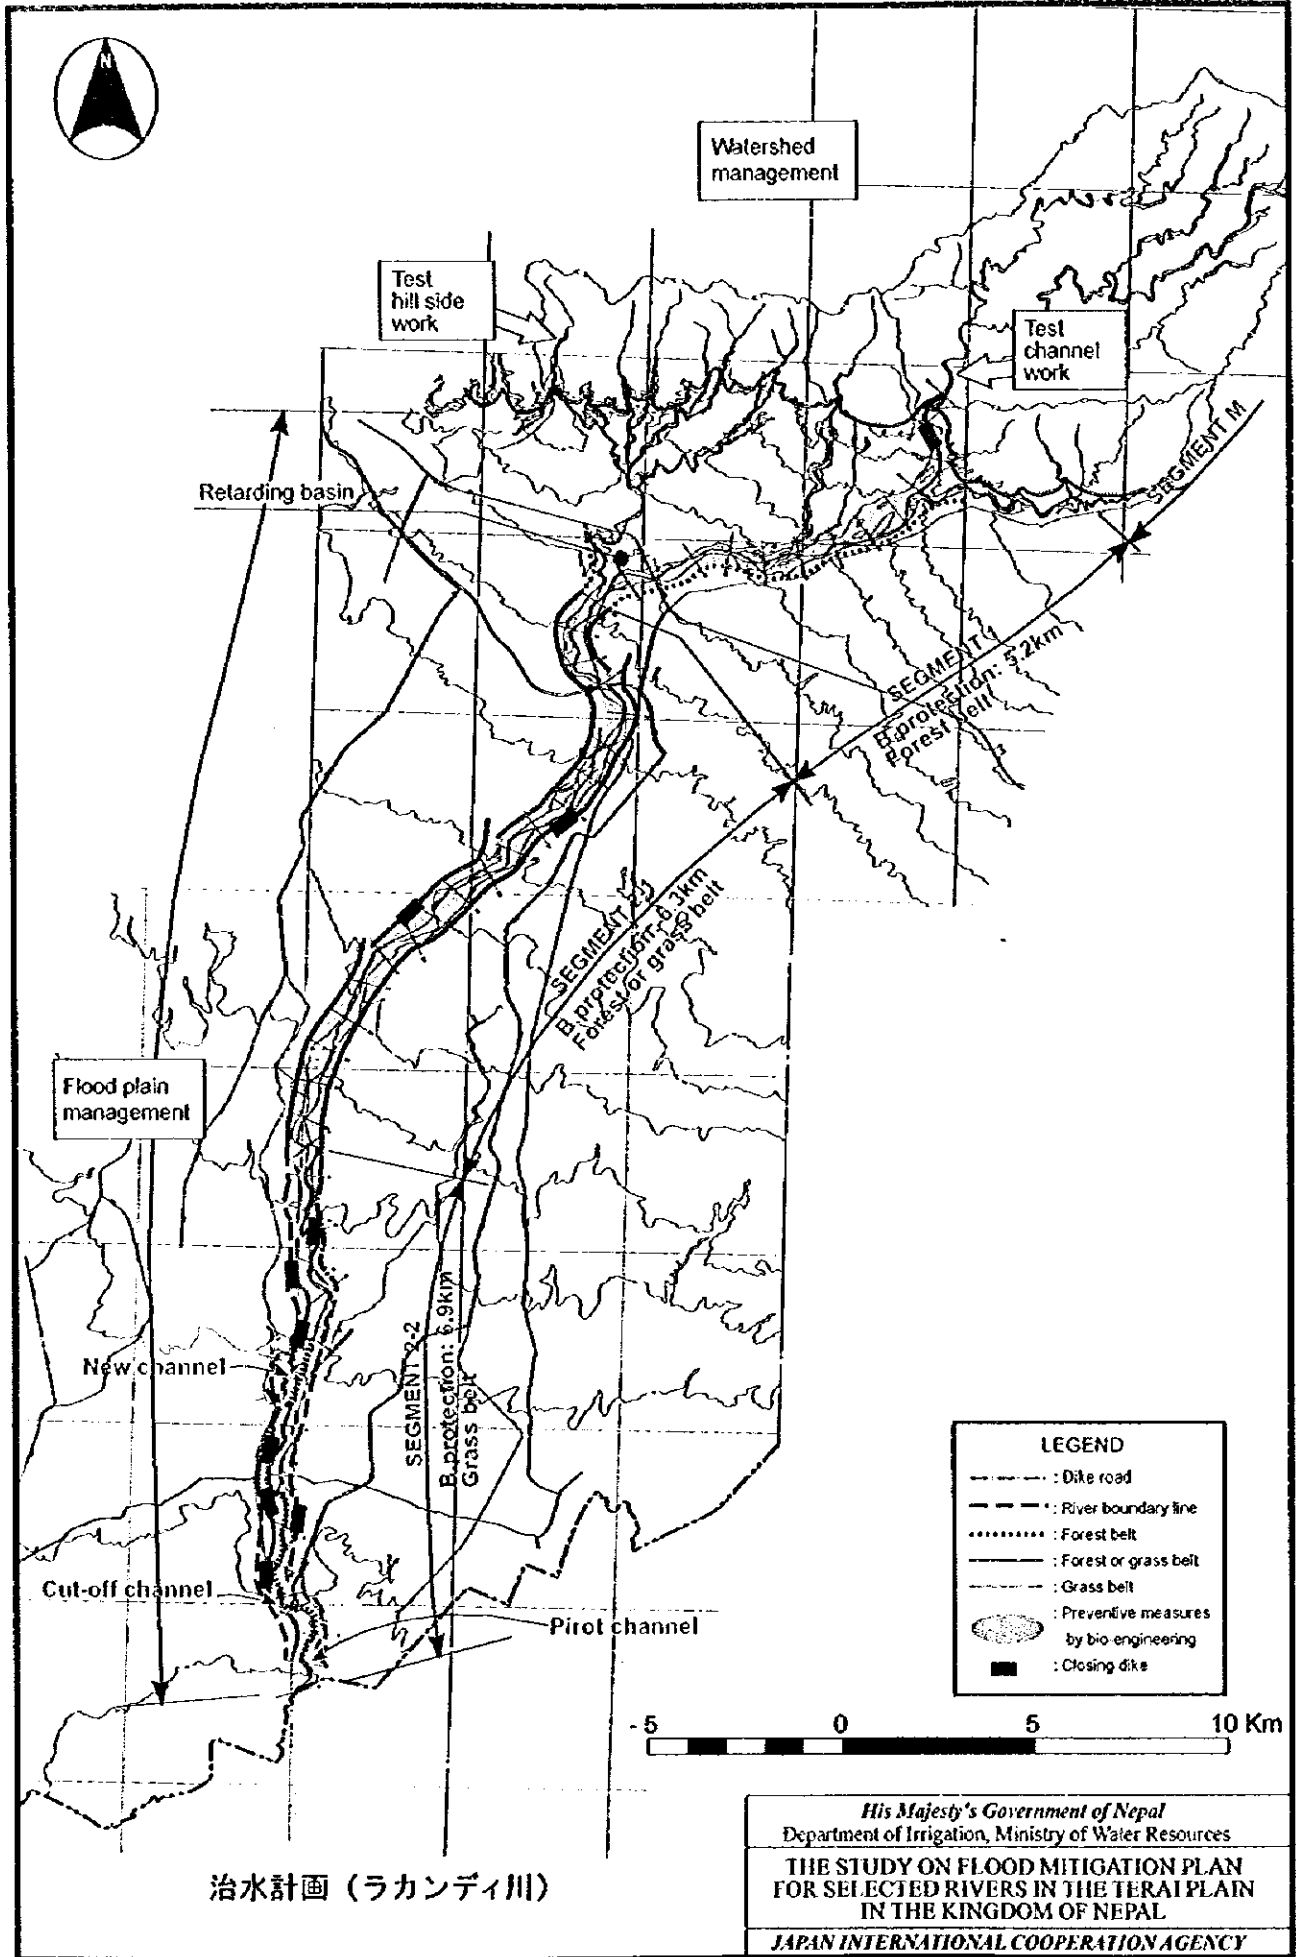 N
Watershed
management
Test
hill side
work
Test
channel
work
SEGMENT M
Retarding basin
SEGMENT 1
B.protection: 5.2km
Forest belt
B.protection: 6.3km
Forest or grass belt
Flood plain
management
SEGMENT 2-2
B.protection: 6.9km
Grass belt
New channel
Cut-off channel
Pirot channel
LEGEND
: Dike road
: River boundary line
: Forest belt
: Forest or grass belt
: Grass belt
: Preventive measures
by bio engineering
: Closing dike
- 5 0 5 10 Km
治水計画（ラカンディ川）
His Majesty's Government of Nepal
Department of Irrigation, Ministry of Water Resources
THE STUDY ON FLOOD MITIGATION PLAN
FOR SELECTED RIVERS IN THE TERAI PLAIN
IN THE KINGDOM OF NEPAL
JAPAN INTERNATIONAL COOPERATION AGENCY